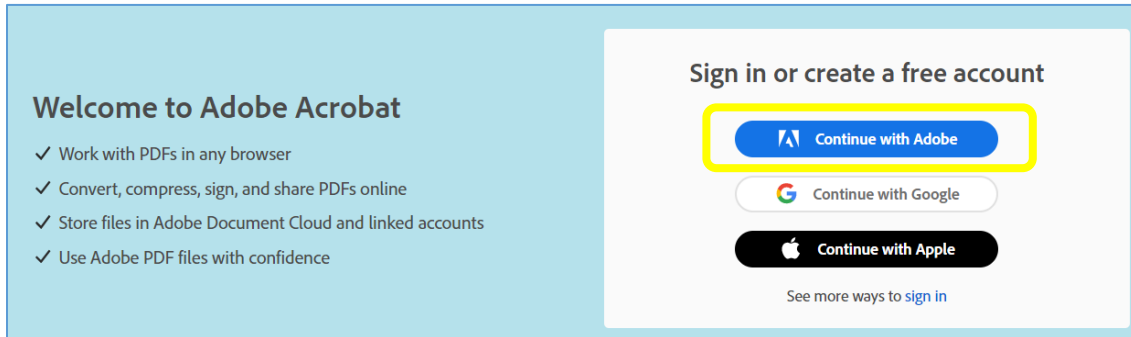 Welcome to Adobe Acrobat
✓ Work with PDFs in any browser
✓ Convert, compress, sign, and share PDFs online
✓ Store files in Adobe Document Cloud and linked accounts
✓ Use Adobe PDF files with confidence
Sign in or create a free account
Continue with Adobe
Continue with Google
Continue with Apple
See more ways to sign in